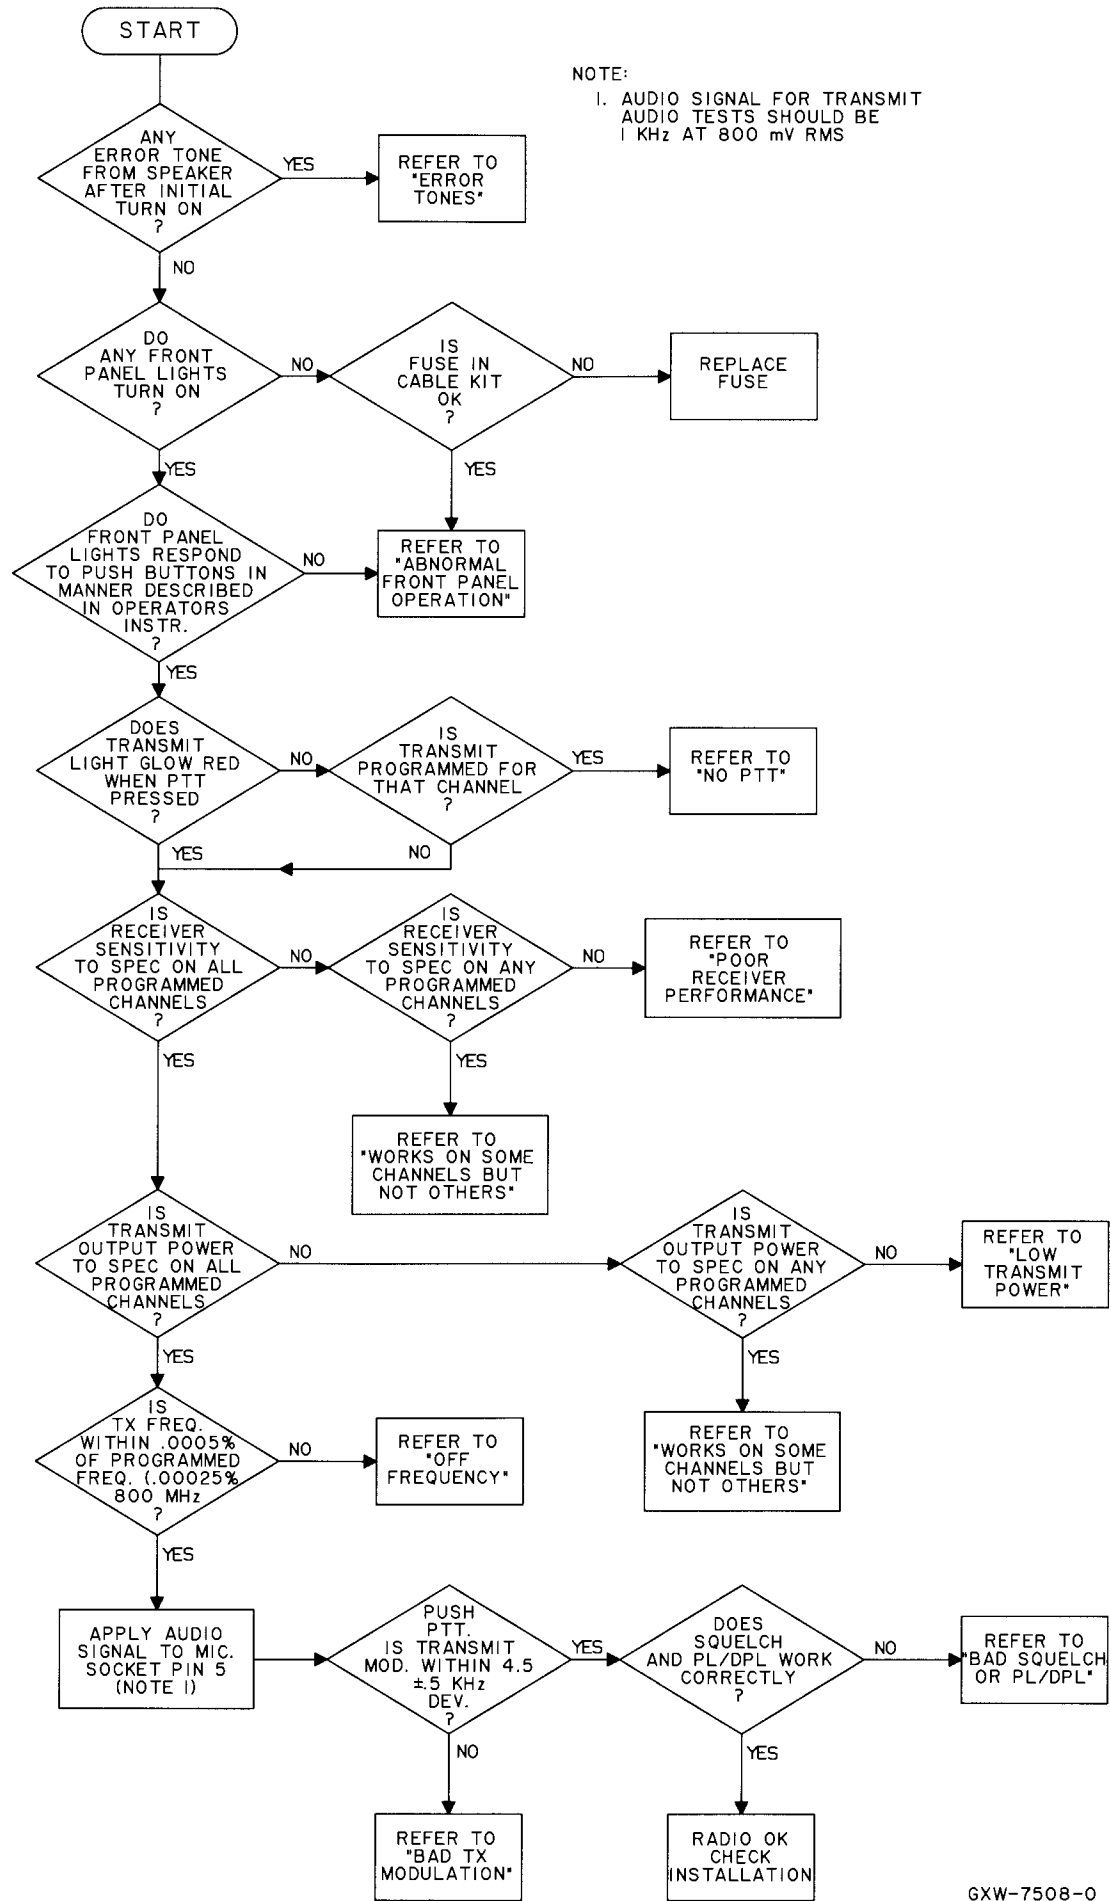 START
NOTE:
1. AUDIO SIGNAL FOR TRANSMIT
AUDIO TESTS SHOULD BE
1 KHz AT 800 mV RMS
ANY
ERROR TONE
FROM SPEAKER
AFTER INITIAL
TURN ON
?
YES
REFER TO
"ERROR
TONES"
NO
DO
ANY FRONT
PANEL LIGHTS
TURN ON
?
NO
IS
FUSE IN
CABLE KIT
OK
?
NO
REPLACE
FUSE
YES
YES
DO
FRONT PANEL
LIGHTS RESPOND
TO PUSH BUTTONS IN
MANNER DESCRIBED
IN OPERATORS
INSTR.
?
NO
REFER TO
"ABNORMAL
FRONT PANEL
OPERATION"
YES
DOES
TRANSMIT
LIGHT GLOW RED
WHEN PTT
PRESSED
?
NO
IS
TRANSMIT
PROGRAMMED FOR
THAT CHANNEL
?
YES
REFER TO
"NO PTT"
YES
NO
IS
RECEIVER
SENSITIVITY
TO SPEC ON ALL
PROGRAMMED
CHANNELS
?
NO
IS
RECEIVER
SENSITIVITY
TO SPEC ON ANY
PROGRAMMED
CHANNELS
?
NO
REFER TO
"POOR
RECEIVER
PERFORMANCE"
YES
YES
REFER TO
"WORKS ON SOME
CHANNELS BUT
NOT OTHERS"
IS
TRANSMIT
OUTPUT POWER
TO SPEC ON ALL
PROGRAMMED
CHANNELS
?
NO
IS
TRANSMIT
OUTPUT POWER
TO SPEC ON ANY
PROGRAMMED
CHANNELS
?
NO
REFER TO
"LOW
TRANSMIT
POWER"
YES
YES
IS
TX FREQ.
WITHIN .0005%
OF PROGRAMMED
FREQ. (.00025%
800 MHz
?
NO
REFER TO
"OFF
FREQUENCY"
REFER TO
"WORKS ON SOME
CHANNELS BUT
NOT OTHERS"
YES
APPLY AUDIO
SIGNAL TO MIC.
SOCKET PIN 5
(NOTE 1)
PUSH
PTT.
IS TRANSMIT
MOD. WITHIN 4.5
±.5 KHz
DEV.
?
YES
DOES
SQUELCH
AND PL/DPL WORK
CORRECTLY
?
NO
REFER TO
"BAD SQUELCH
OR PL/DPL"
NO
YES
REFER TO
"BAD TX
MODULATION"
RADIO OK
CHECK
INSTALLATION
GXW-7508-O